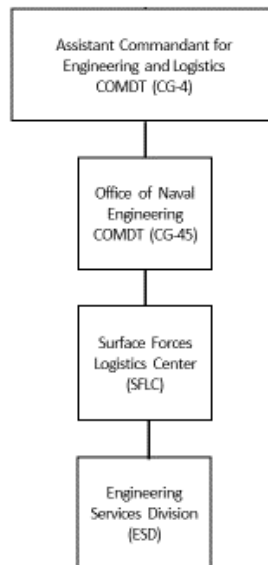 Assistant Commandant for
Engineering and Logistics
COMDT (CG-4)
Office of Naval
Engineering
COMDT (CG-45)
Surface Forces
Logistics Center
(SFLC)
Engineering
Services Division
(ESD)